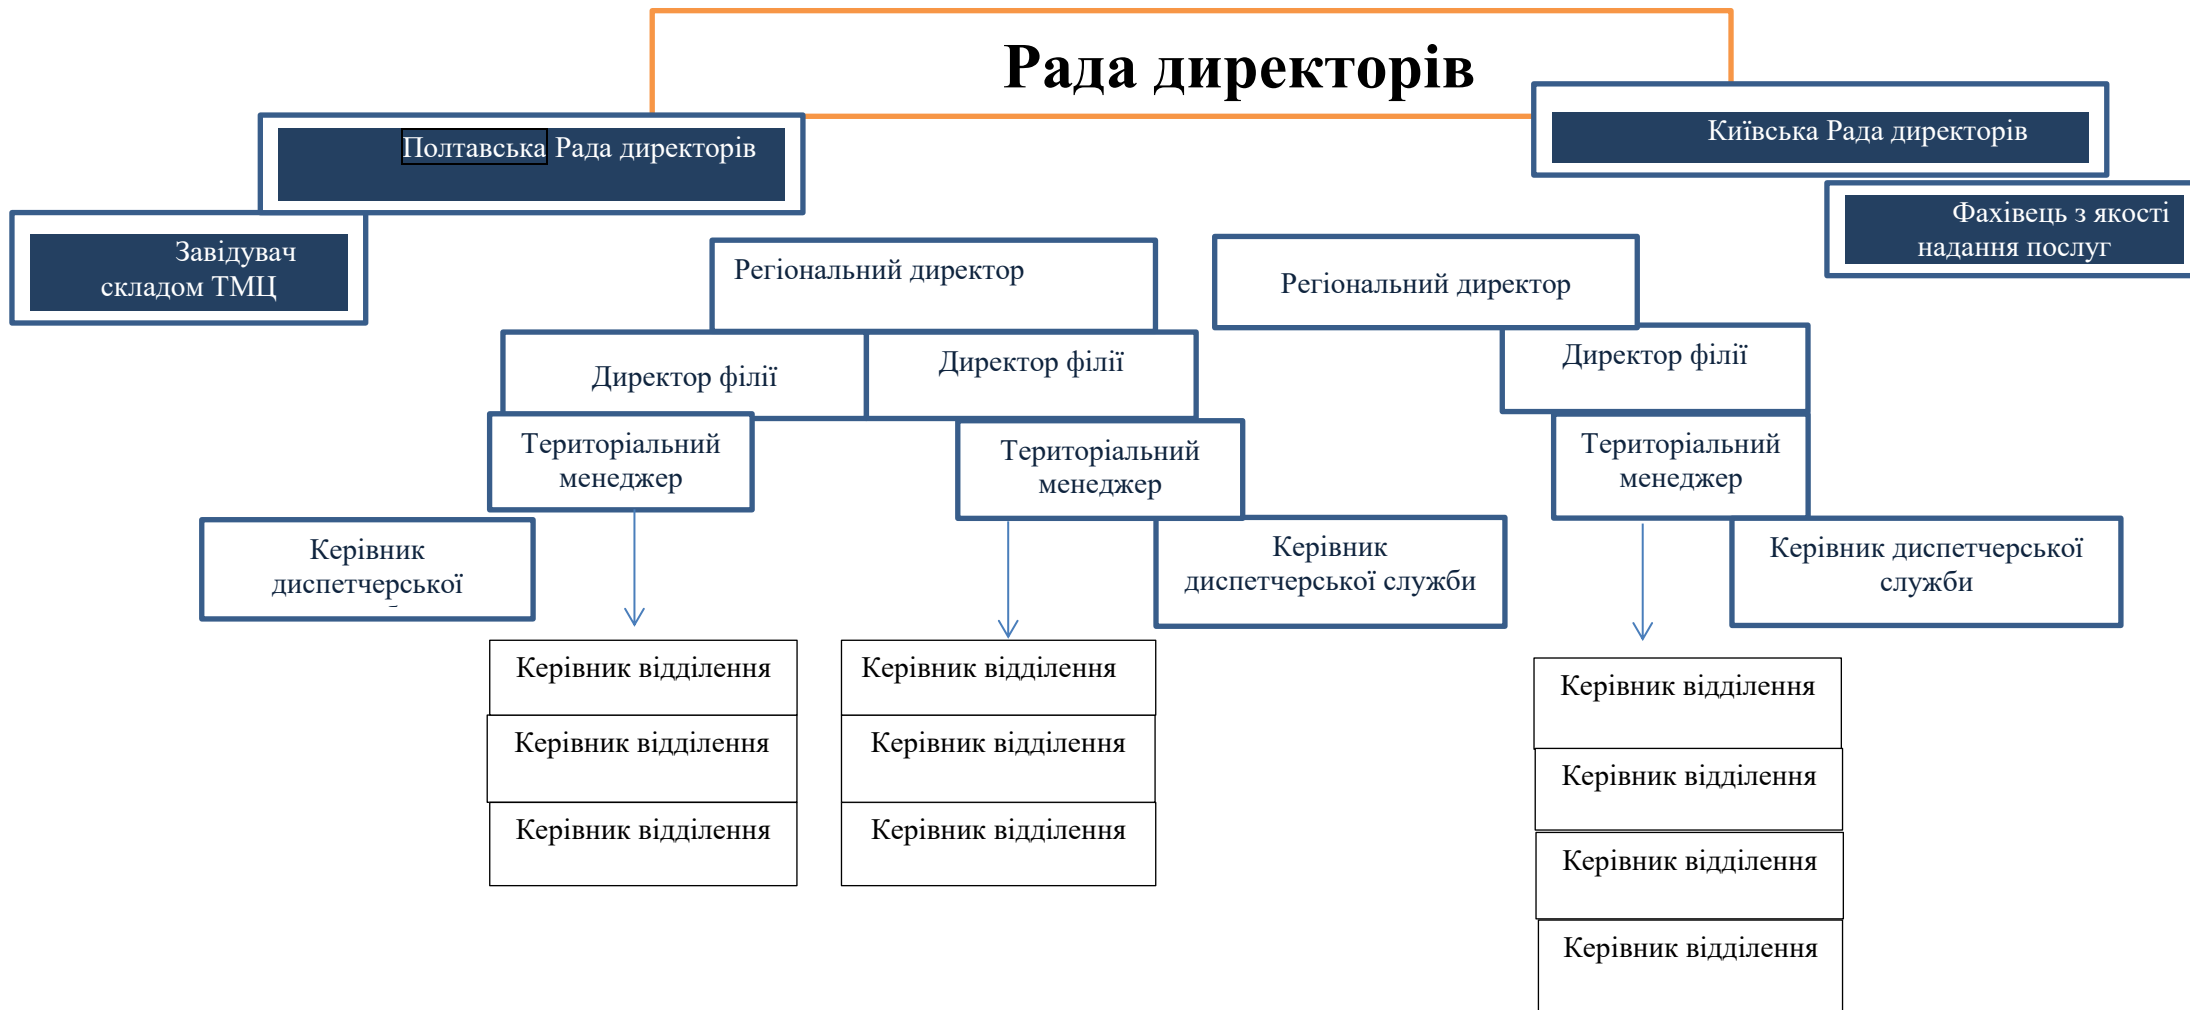 Рада директорів
Полтавська Рада директорів
Київська Рада директорів
Завідувач
складом ТМЦ
Фахівець з якості
надання послуг
Регіональний директор
Регіональний директор
Директор філії
Директор філії
Директор філії
Територіальний
менеджер
Територіальний
менеджер
Територіальний
менеджер
Керівник
диспетчерської
Керівник
диспетчерської служби
Керівник диспетчерської
служби
Керівник відділення
Керівник відділення
Керівник відділення
Керівник відділення
Керівник відділення
Керівник відділення
Керівник відділення
Керівник відділення
Керівник відділення
Керівник відділення